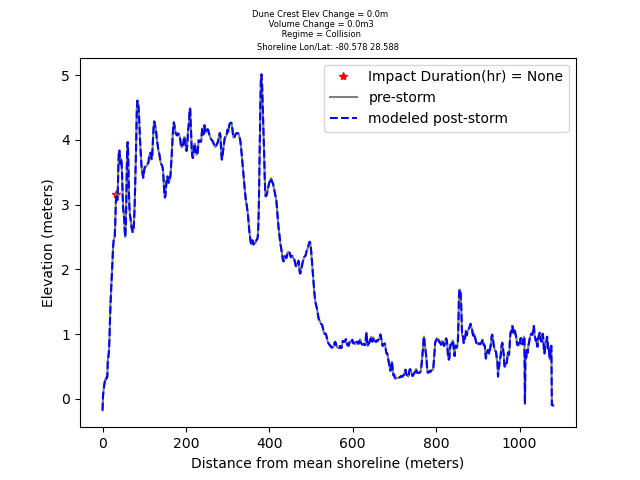 Dune Crest Elev Change = 0.0m
Volume Change = 0.0m3
Regime = Collision
Shoreline Lon/Lat: -80.578 28.588
Impact Duration(hr) = None
pre-storm
modeled post-storm
Elevation (meters)
5
4
3
2
1
0
0 200 400 600 800 1000
Distance from mean shoreline (meters)